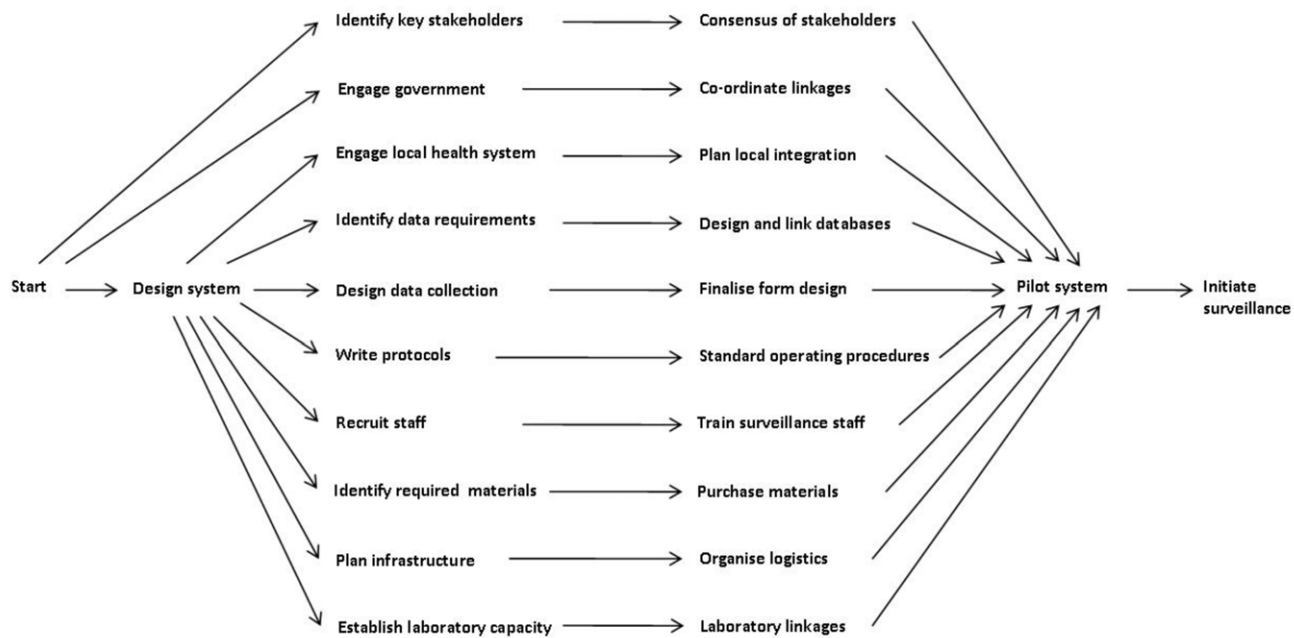 Identify key stakeholders
Consensus of stakeholders
Engage government
Co-ordinate linkages
Engage local health system
Plan local integration
Identify data requirements
Design and link databases
Start
Design system
Design data collection
Finalise form design
Pilot system
Initiate
surveillance
Write protocols
Standard operating procedures
Recruit staff
Train surveillance staff
Identify required materials
Purchase materials
Plan infrastructure
Organise logistics
Establish laboratory capacity
Laboratory linkages